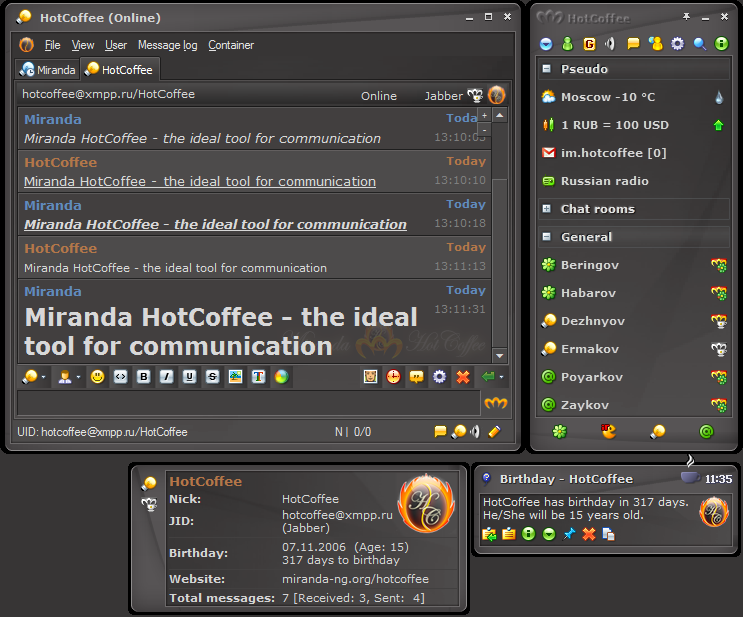 HotCoffee (Online)
File View User Message log Container
Miranda HotCoffee
hotcoffee@xmpp.ru/HotCoffee Online Jabber
Miranda Today
Miranda HotCoffee - the ideal tool for communication 13:10:03
HotCoffee Today
Miranda HotCoffee - the ideal tool for communication 13:10:10
Miranda Today
Miranda HotCoffee - the ideal tool for communication 13:10:18
HotCoffee Today
Miranda HotCoffee - the ideal tool for communication 13:11:13
Miranda Today
Miranda HotCoffee - the ideal 13:11:31
tool for communication
Miranda HotCoffee
UID: hotcoffee@xmpp.ru/HotCoffee N | 0/0
HotCoffee
Pseudo
Moscow -10 °C
1 RUB = 100 USD
im.hotcoffee [0]
Russian radio
Chat rooms
General
Beringov
Habarov
Dezhnyov
Ermakov
Poyarkov
Zaykov
HotCoffee
Nick: HotCoffee
JID: hotcoffee@xmpp.ru
(Jabber)
Birthday: 07.11.2006 (Age: 15)
317 days to birthday
Website: miranda-ng.org/hotcoffee
Total messages: 7 [Received: 3, Sent: 4]
Birthday - HotCoffee 11:35
HotCoffee has birthday in 317 days.
He/She will be 15 years old.